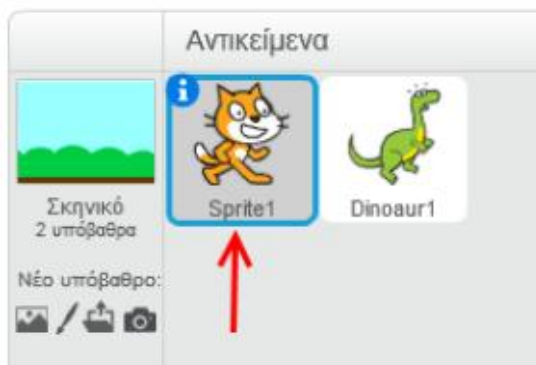 Αντικείμενα
Σκηνικό
2 υπόβαθρα
Νέο υπόβαθρο:
i
Sprite1
Dinoaur1